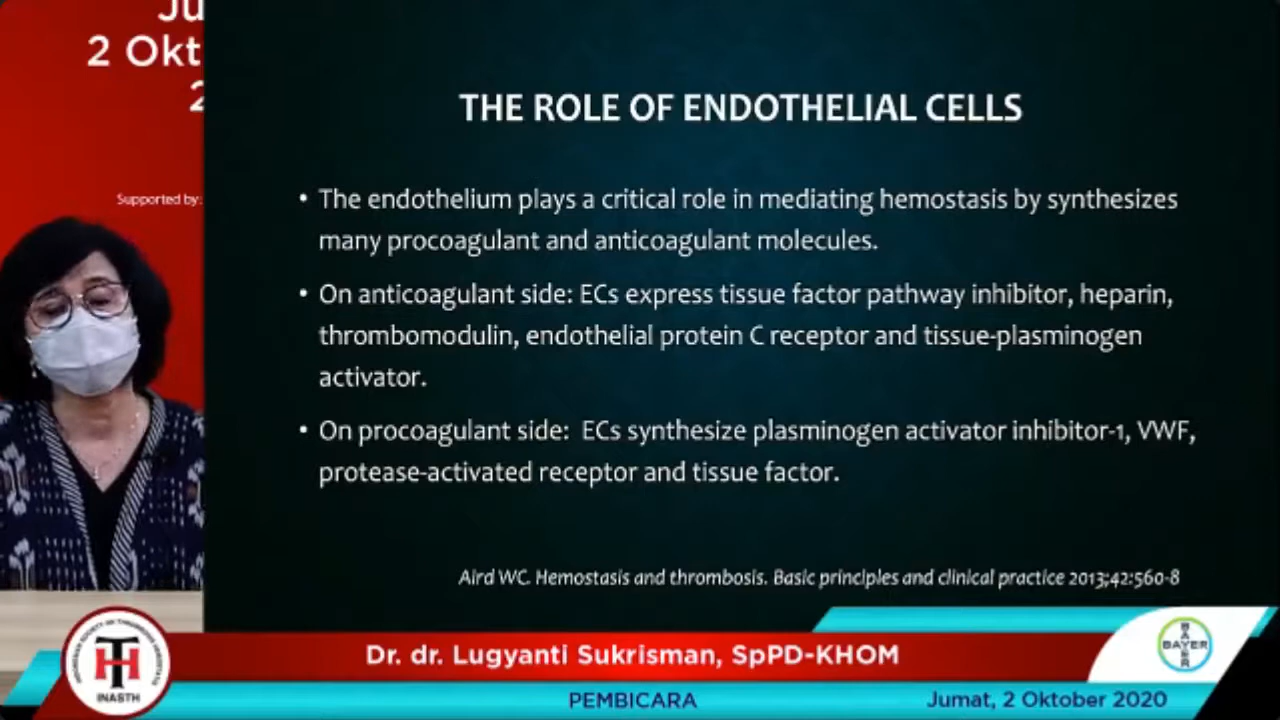 Ju
2 Okt
2
Supported by:
THE ROLE OF ENDOTHELIAL CELLS
• The endothelium plays a critical role in mediating hemostasis by synthesizes
many procoagulant and anticoagulant molecules.
• On anticoagulant side: ECs express tissue factor pathway inhibitor, heparin,
thrombomodulin, endothelial protein C receptor and tissue-plasminogen
activator.
• On procoagulant side: ECs synthesize plasminogen activator inhibitor-1, VWF,
protease-activated receptor and tissue factor.
Aird WC. Hemostasis and thrombosis. Basic principles and clinical practice 2013;42:560-8
INASTH
Dr. dr. Lugyanti Sukrisman, SpPD-KHOM
BAYER
BAYER
PEMBICARA
Jumat, 2 Oktober 2020